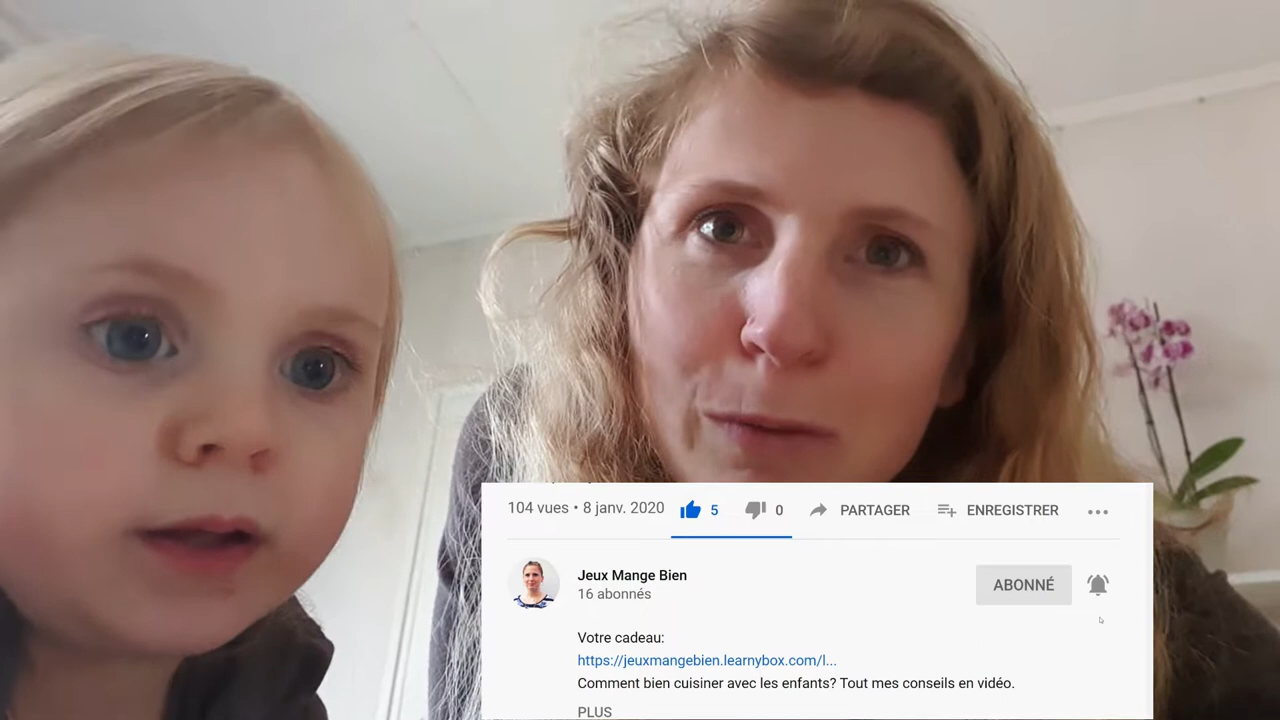 104 vues • 8 janv. 2020 5 0 PARTAGER ENREGISTRER
Jeux Mange Bien
16 abonnés
ABONNÉ
Votre cadeau:
https://jeuxmangebien.learnybox.com/l...
Comment bien cuisiner avec les enfants? Tout mes conseils en vidéo.
PLUS